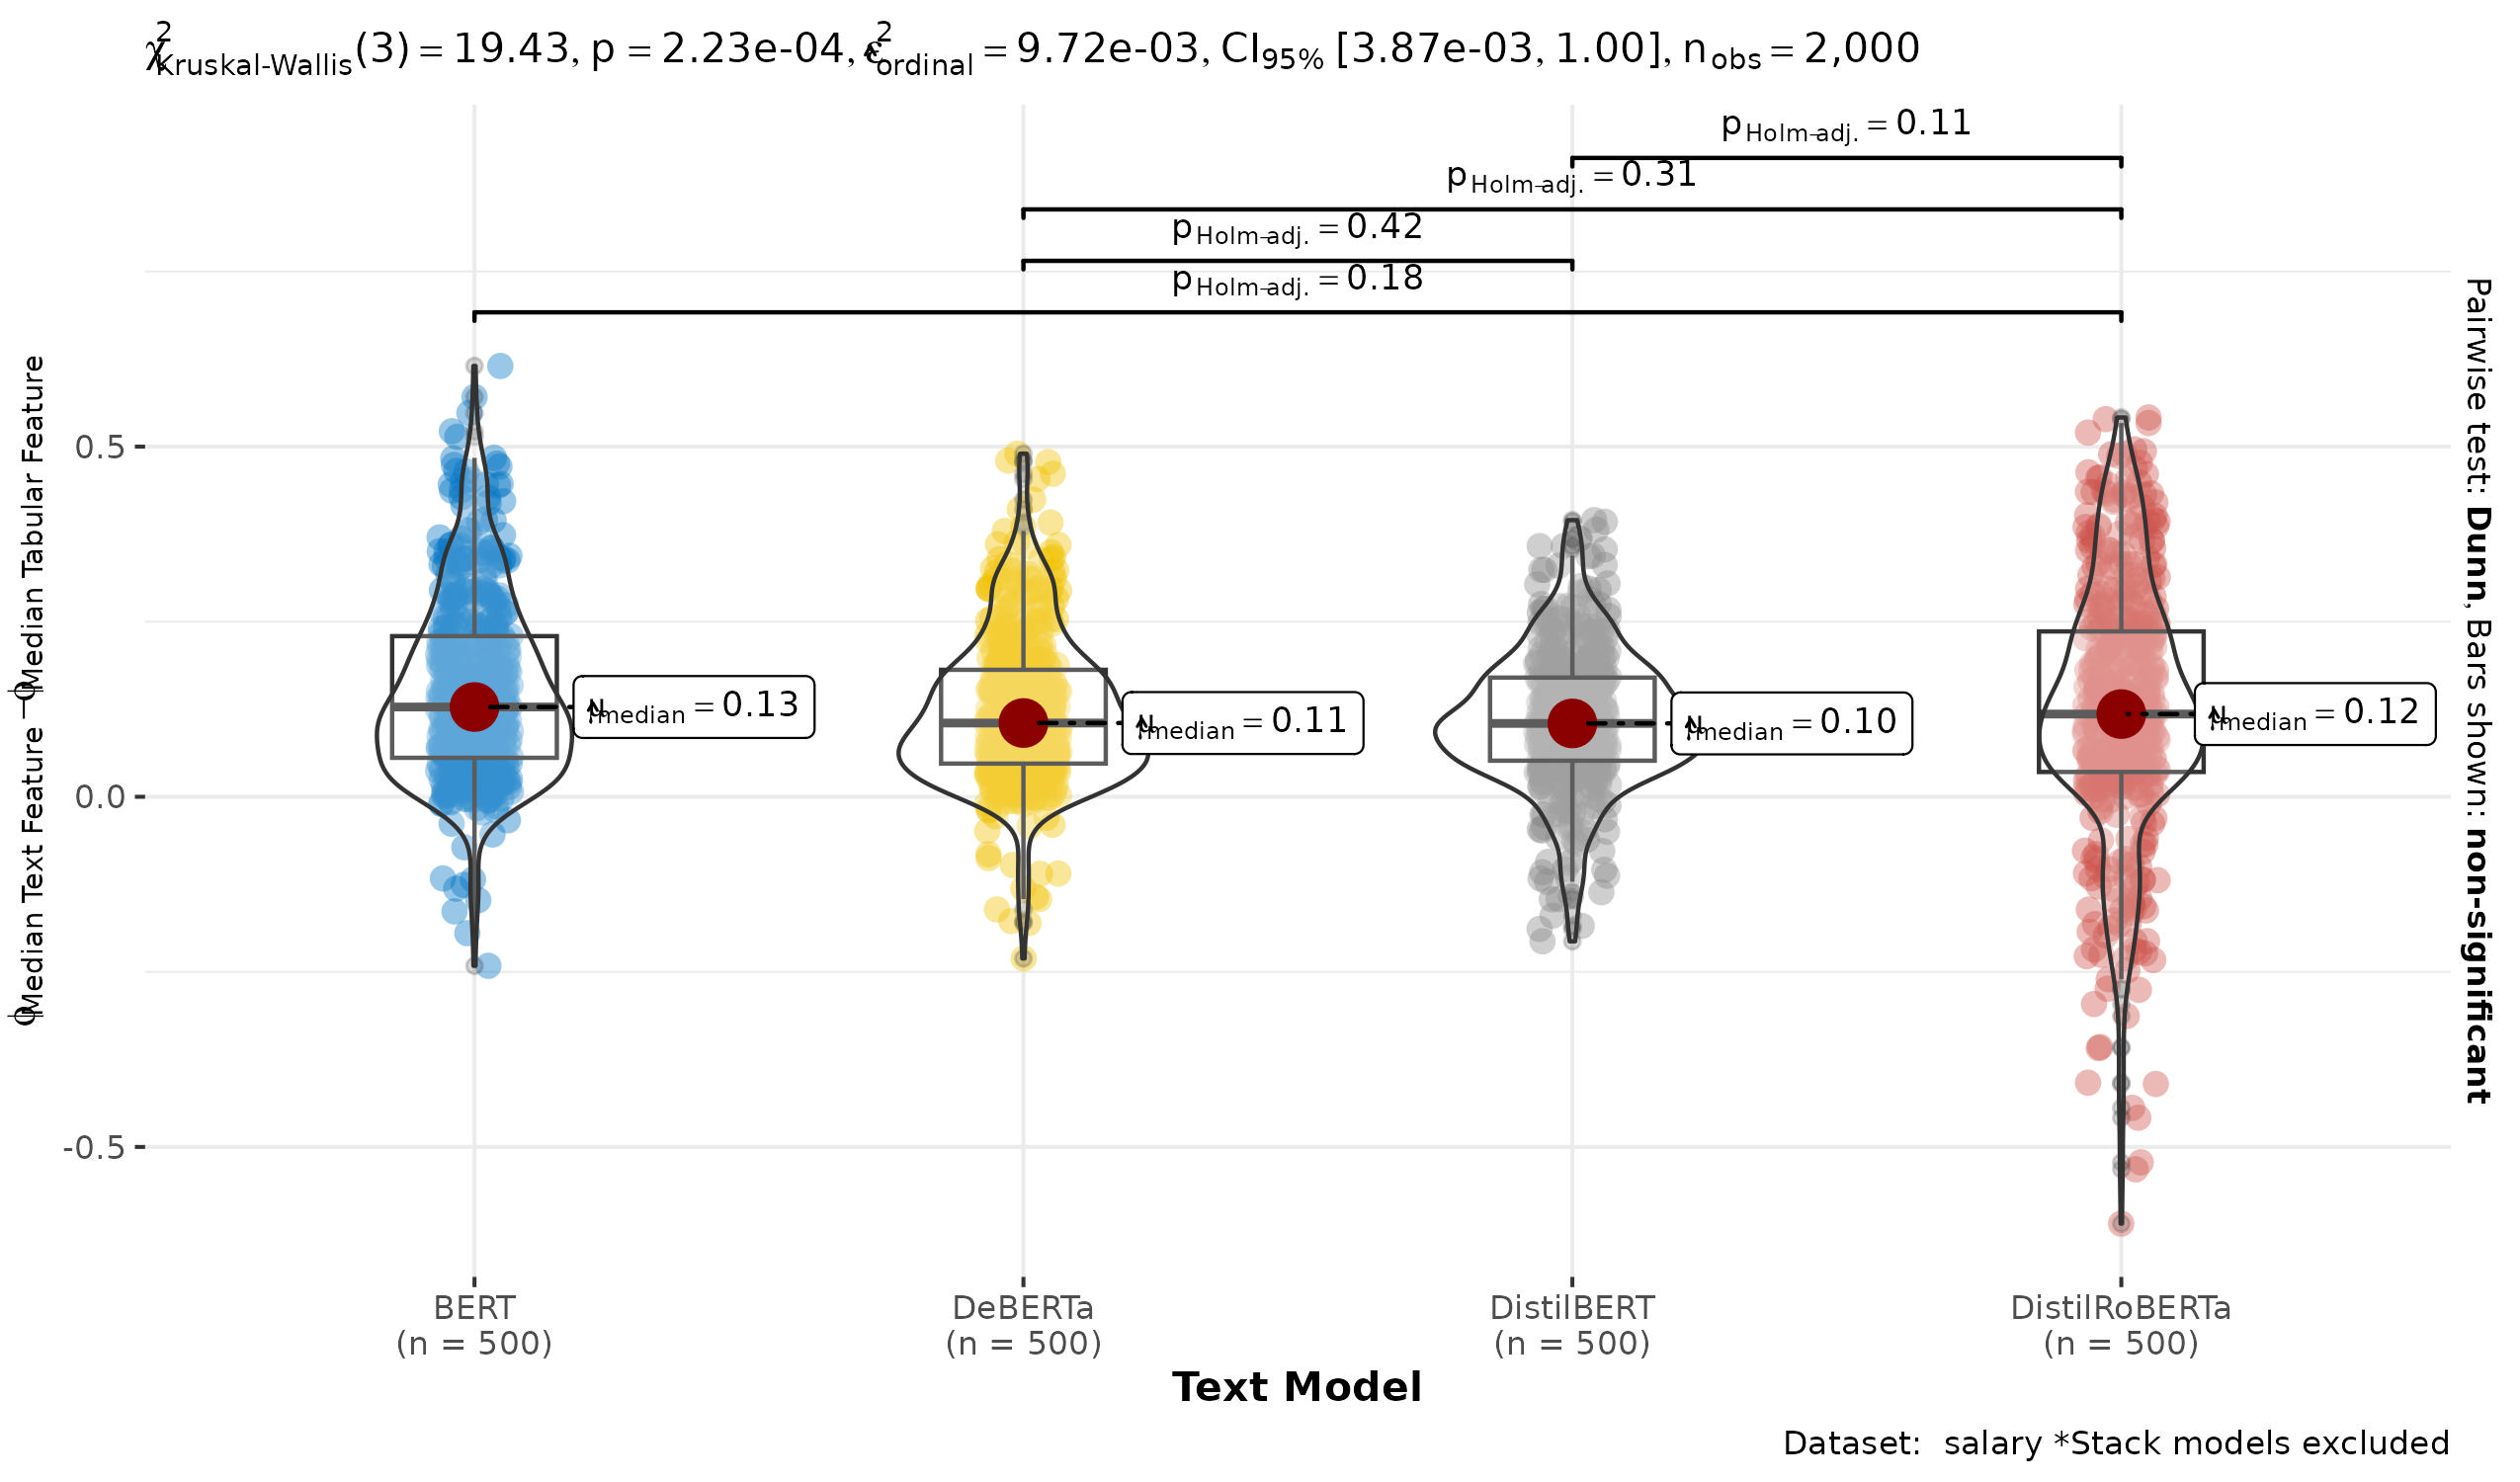 χ²Kruskal-Wallis(3) = 19.43, p = 2.23e-04, ε²ordinal = 9.72e-03, CI95% [3.87e-03, 1.00], nobs = 2,000
pHolm-adj. = 0.11
pHolm-adj. = 0.31
pHolm-adj. = 0.42
pHolm-adj. = 0.18
ϕMedian Text Feature − ϕMedian Tabular Feature
0.5
0.0
-0.5
μ̂median = 0.13
μ̂median = 0.11
μ̂median = 0.10
μ̂median = 0.12
Pairwise test: Dunn, Bars shown: non-significant
BERT
(n = 500)
DeBERTa
(n = 500)
DistilBERT
(n = 500)
DistilRoBERTa
(n = 500)
Text Model
Dataset:  salary *Stack models excluded